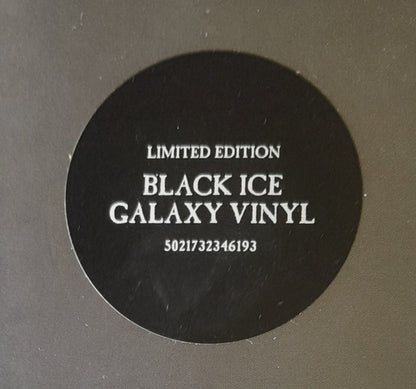 LIMITED EDITION
BLACK ICE
GALAXY VINYL
5021732346193